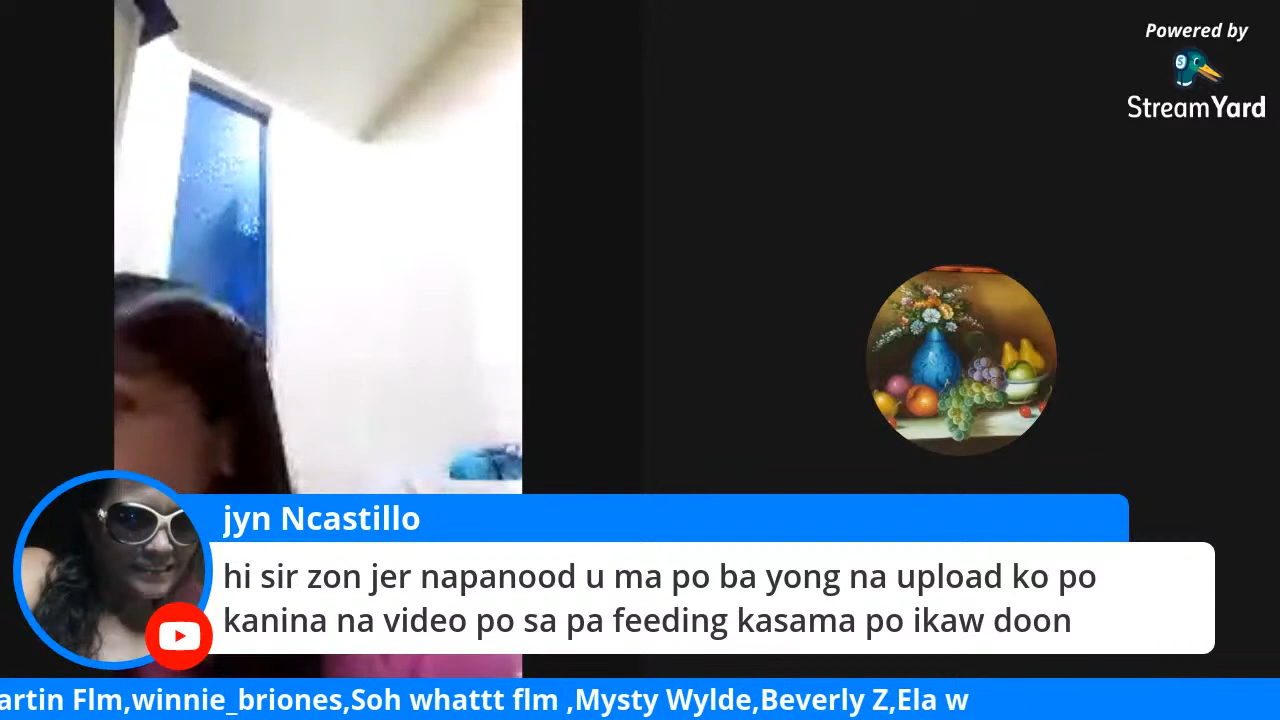 Powered by
StreamYard
jyn Ncastillo
hi sir zon jer napanood u ma po ba yong na upload ko po
kanina na video po sa pa feeding kasama po ikaw doon
artin Flm,winnie_briones,Soh whattt flm ,Mysty Wylde,Beverly Z,Ela w